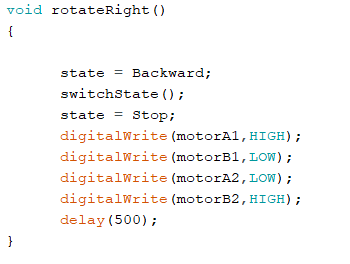 void rotateRight()
{
state = Backward;
switchState();
state = Stop;
digitalWrite(motorA1,HIGH);
digitalWrite(motorB1,LOW);
digitalWrite(motorA2,LOW);
digitalWrite(motorB2,HIGH);
delay(500);
}